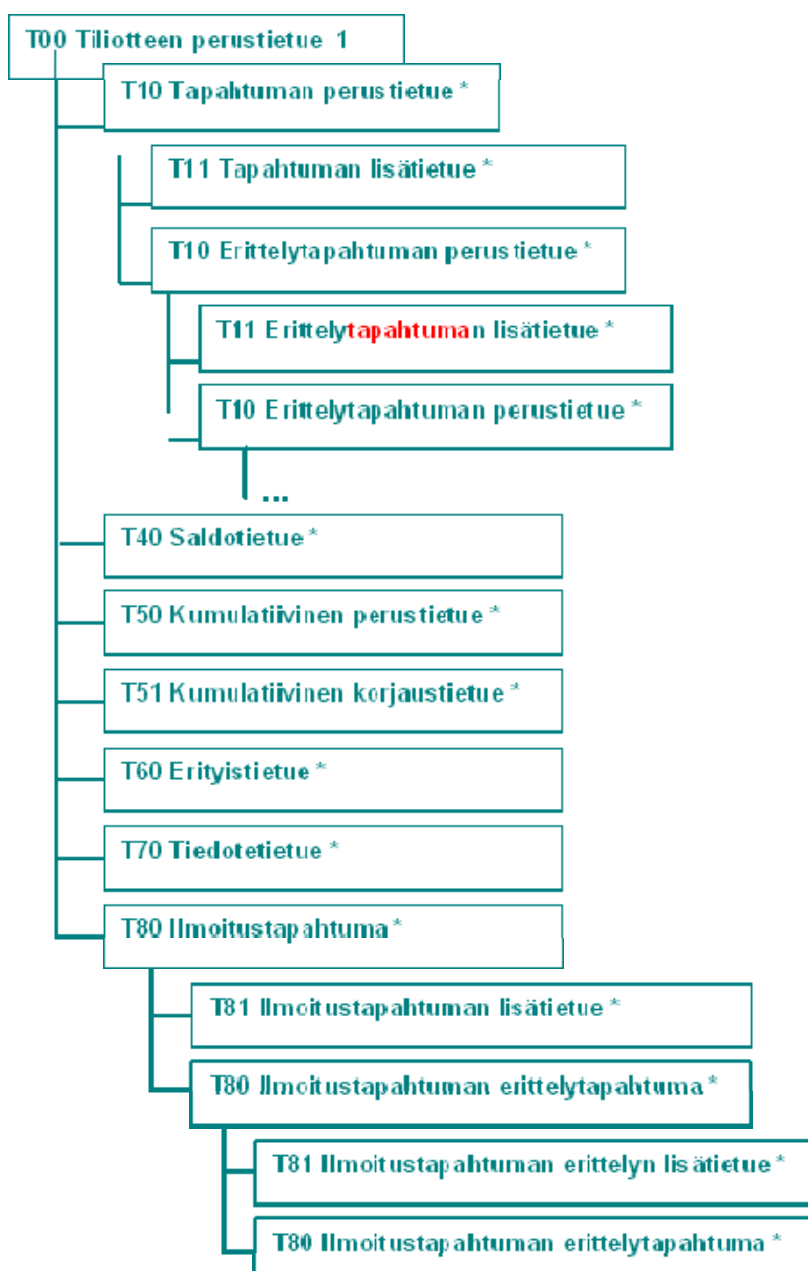 T00 Tiliotteen perustietue 1
T10 Tapahtuman perustietue *
T11 Tapahtuman lisätietue *
T10 Erittelytapahtuman perustietue *
T11 Erittelytapahtuman lisätietue *
T10 Erittelytapahtuman perustietue *
...
T40 Saldotietue *
T50 Kumulatiivinen perustietue *
T51 Kumulatiivinen korjaustietue *
T60 Erityistietue *
T70 Tiedotetietue *
T80 Ilmoitustapahtuma *
T81 Ilmoitustapahtuman lisätietue *
T80 Ilmoitustapahtuman erittelytapahtuma *
T81 Ilmoitustapahtuman erittelyn lisätietue *
T80 Ilmoitustapahtuman erittelytapahtuma *